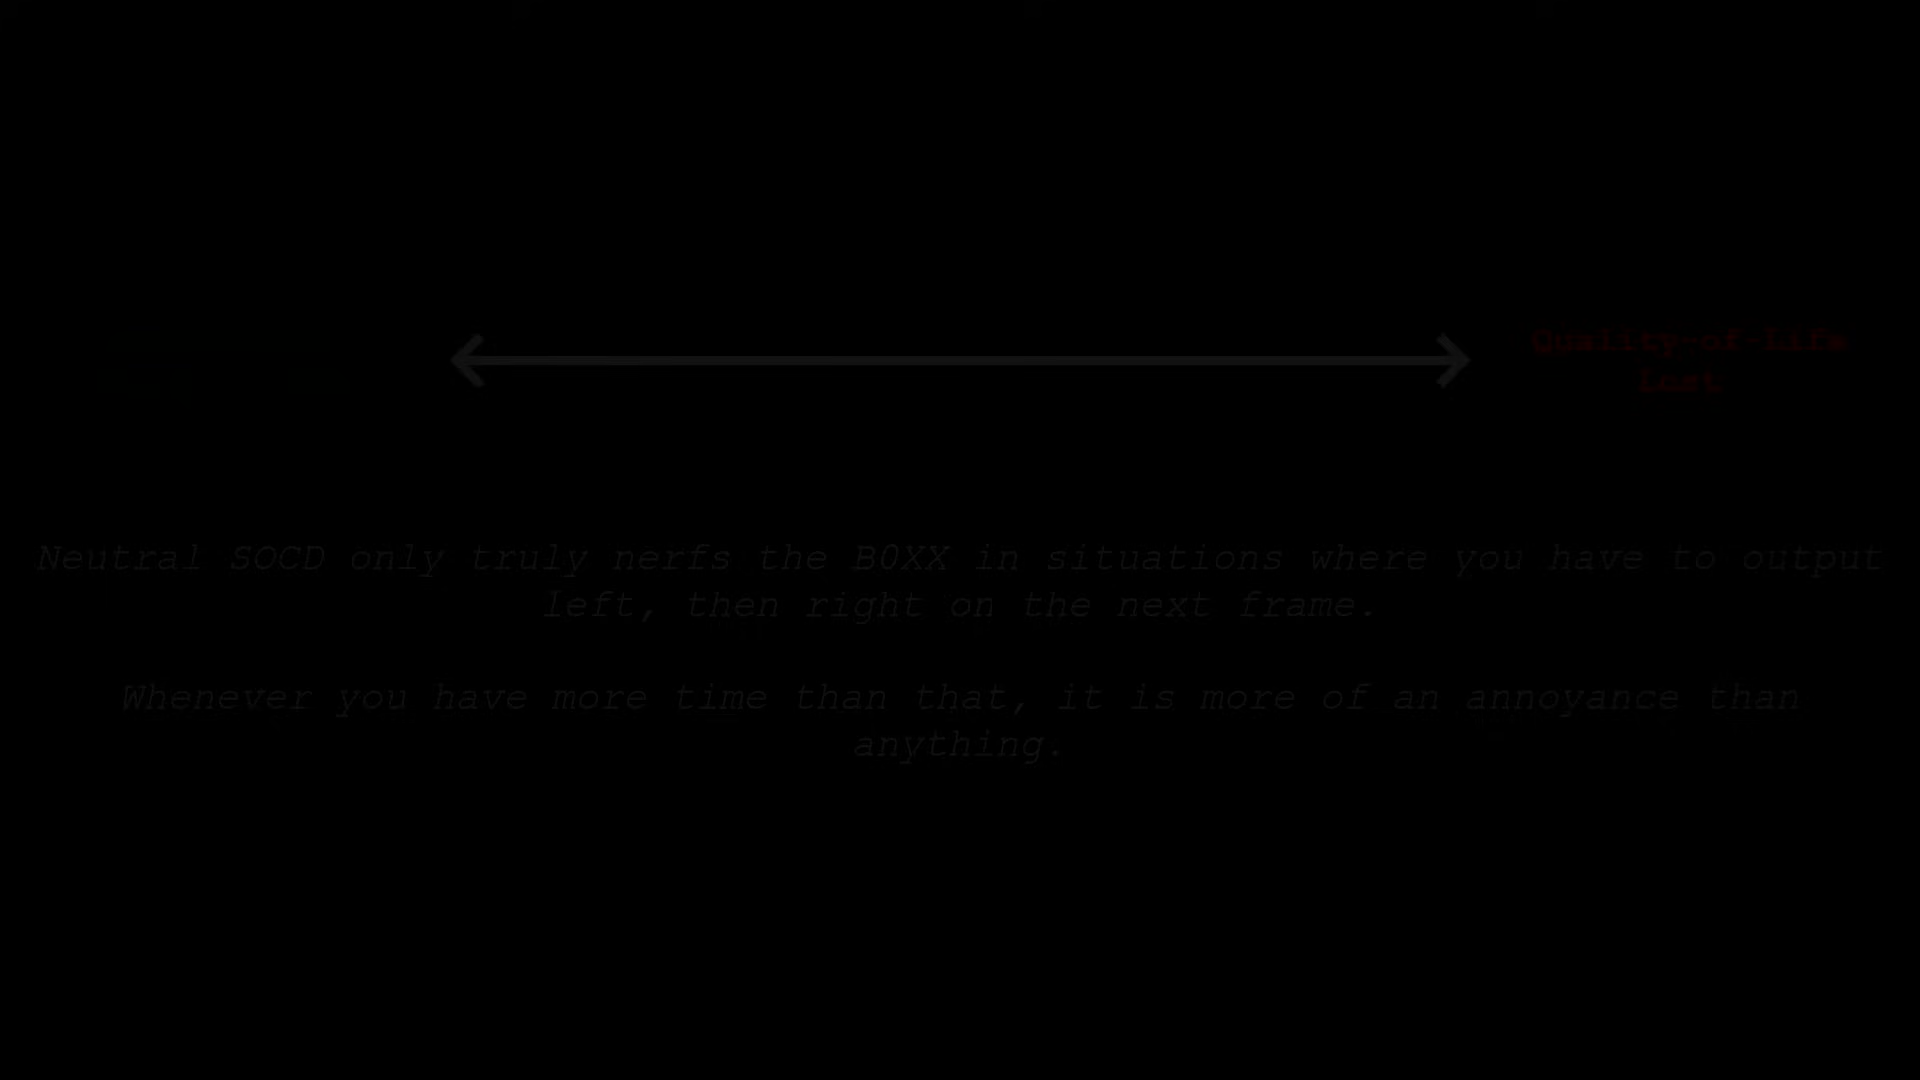 Quality-of-Life
Lost
Neutral SOCD only truly nerfs the B0XX in situations where you have to output
left, then right on the next frame.
Whenever you have more time than that, it is more of an annoyance than
anything.